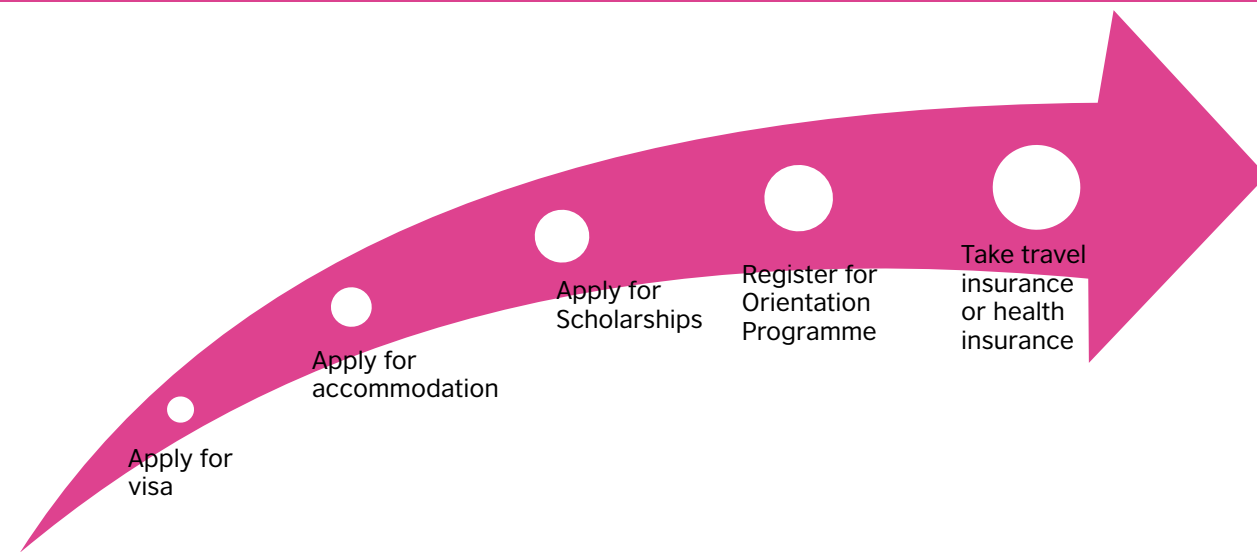 Apply for
visa
Apply for
accommodation
Apply for
Scholarships
Register for
Orientation
Programme
Take travel
insurance
or health
insurance